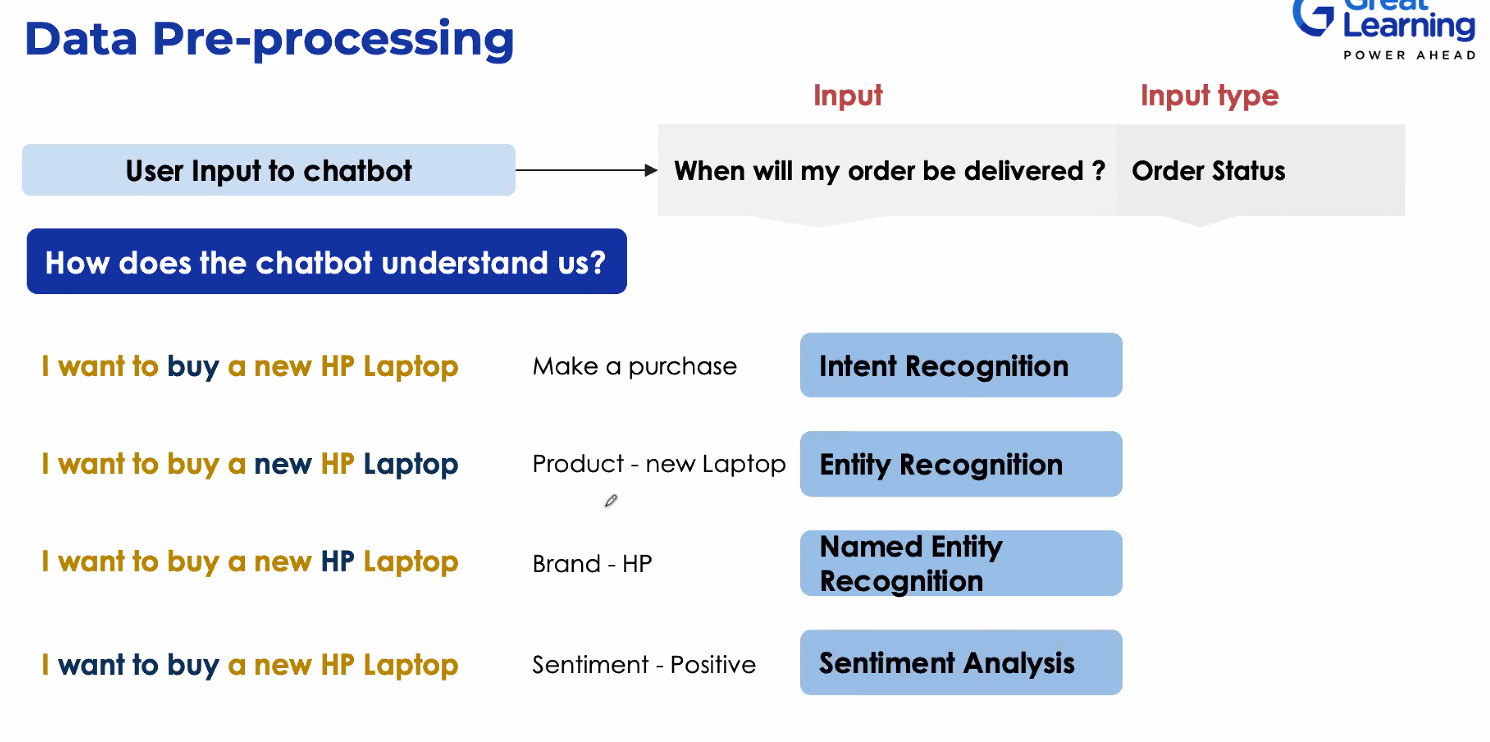 Great
Learning
POWER AHEAD
Data Pre-processing
Input
Input type
User Input to chatbot
When will my order be delivered ?
Order Status
How does the chatbot understand us?
I want to buy a new HP Laptop
Make a purchase
Intent Recognition
I want to buy a new HP Laptop
Product - new Laptop
Entity Recognition
I want to buy a new HP Laptop
Brand - HP
Named Entity
Recognition
I want to buy a new HP Laptop
Sentiment - Positive
Sentiment Analysis